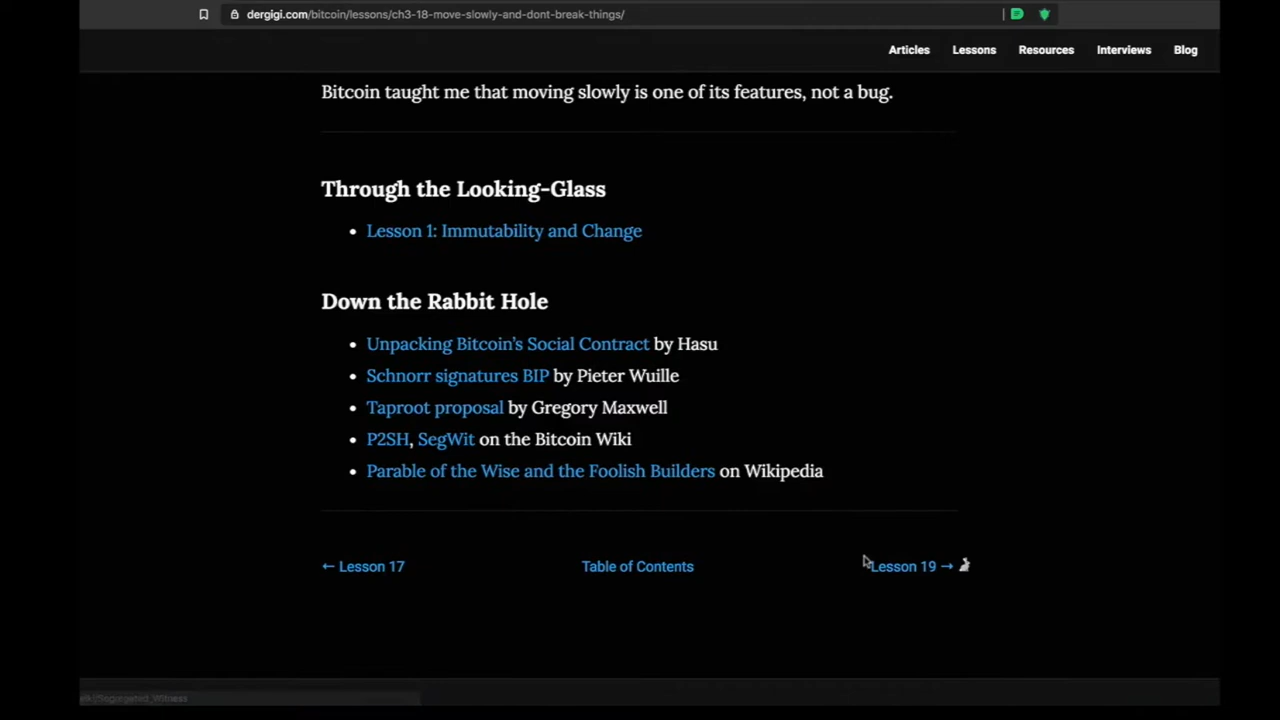 dergigi.com/bitcoin/lessons/ch3-18-move-slowly-and-dont-break-things/
Articles Lessons Resources Interviews Blog
Bitcoin taught me that moving slowly is one of its features, not a bug.
Through the Looking-Glass
• Lesson 1: Immutability and Change
Down the Rabbit Hole
• Unpacking Bitcoin’s Social Contract by Hasu
• Schnorr signatures BIP by Pieter Wuille
• Taproot proposal by Gregory Maxwell
• P2SH, SegWit on the Bitcoin Wiki
• Parable of the Wise and the Foolish Builders on Wikipedia
← Lesson 17 Table of Contents Lesson 19 →